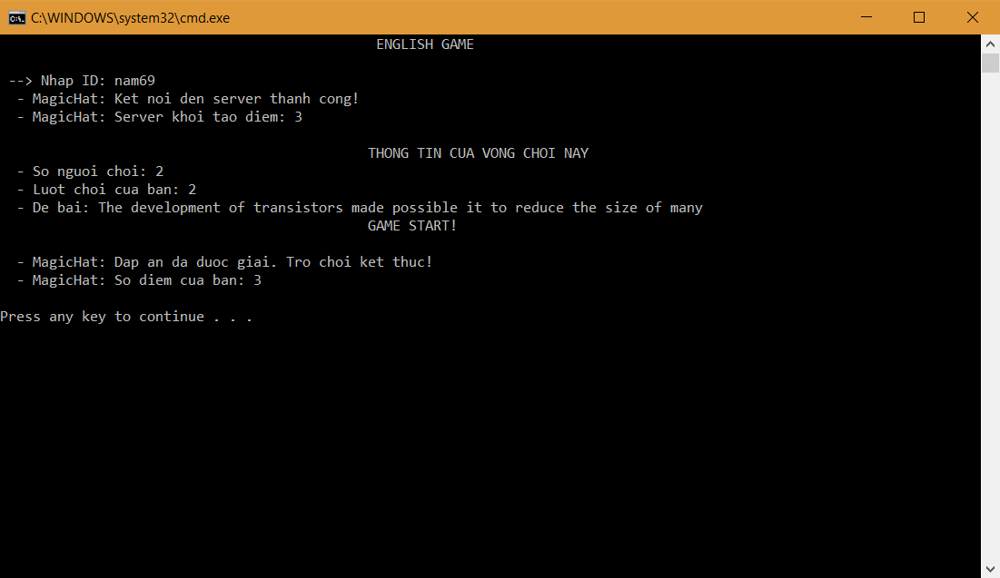 C:\WINDOWS\system32\cmd.exe
ENGLISH GAME
--> Nhap ID: nam69
- MagicHat: Ket noi den server thanh cong!
- MagicHat: Server khoi tao diem: 3
THONG TIN CUA VONG CHOI NAY
- So nguoi choi: 2
- Luot choi cua ban: 2
- De bai: The development of transistors made possible it to reduce the size of many
GAME START!
- MagicHat: Dap an da duoc giai. Tro choi ket thuc!
- MagicHat: So diem cua ban: 3
Press any key to continue . . .